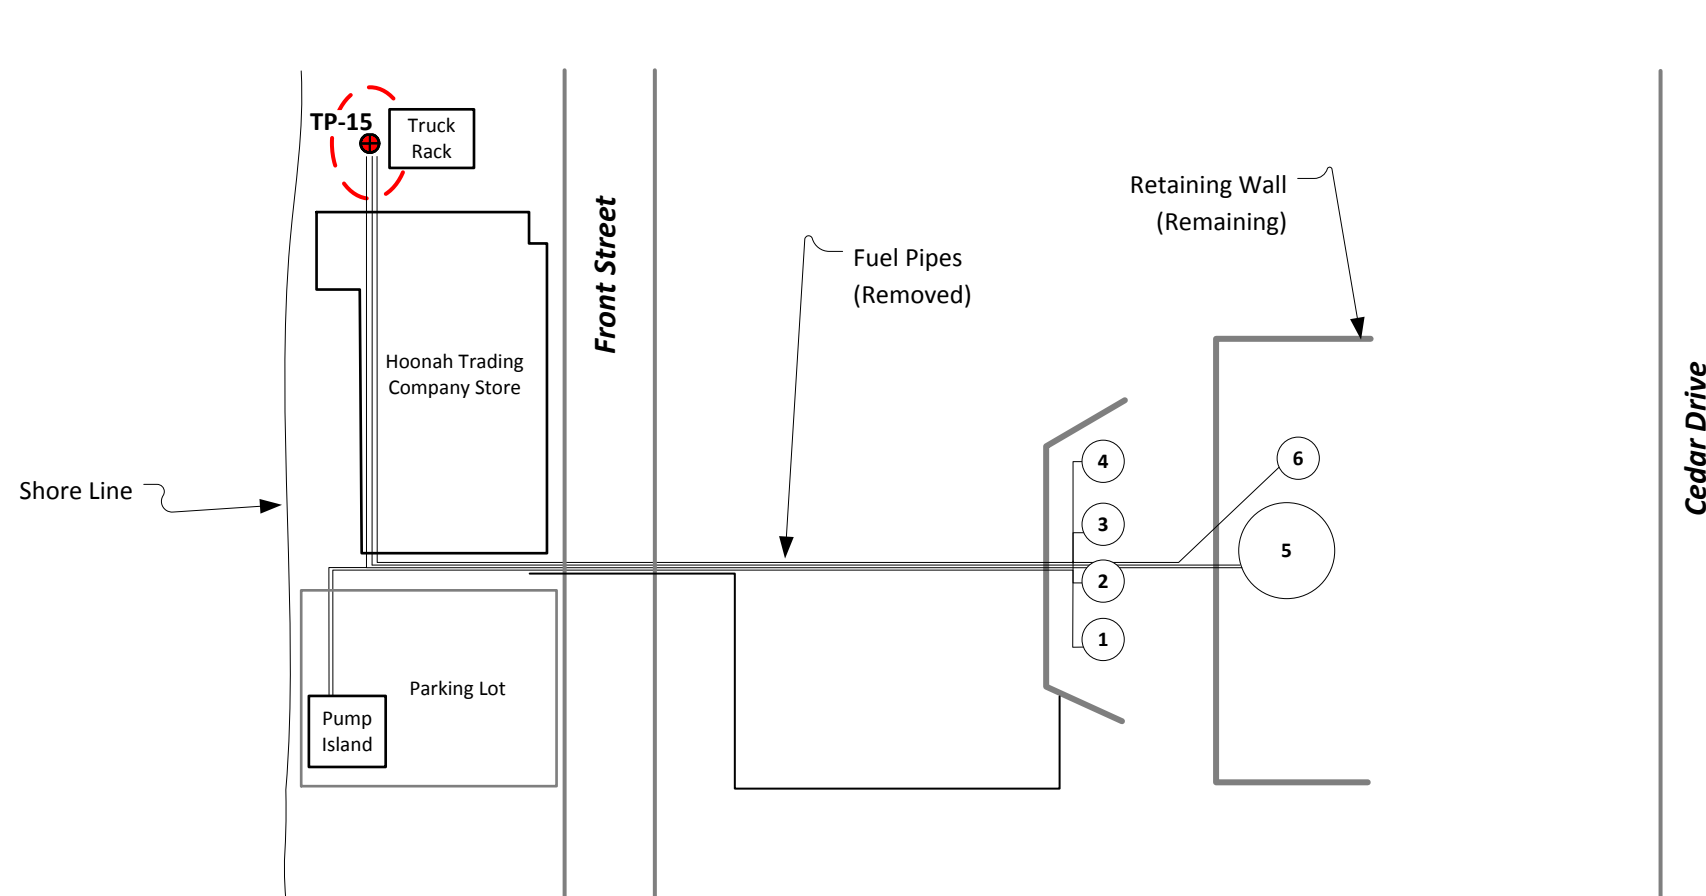 TP-15
Truck
Rack
Retaining Wall
(Remaining)
Front Street
Fuel Pipes
(Removed)
Hoonah Trading
Company Store
Cedar Drive
Shore Line
4
6
3
5
2
1
Parking Lot
Pump
Island